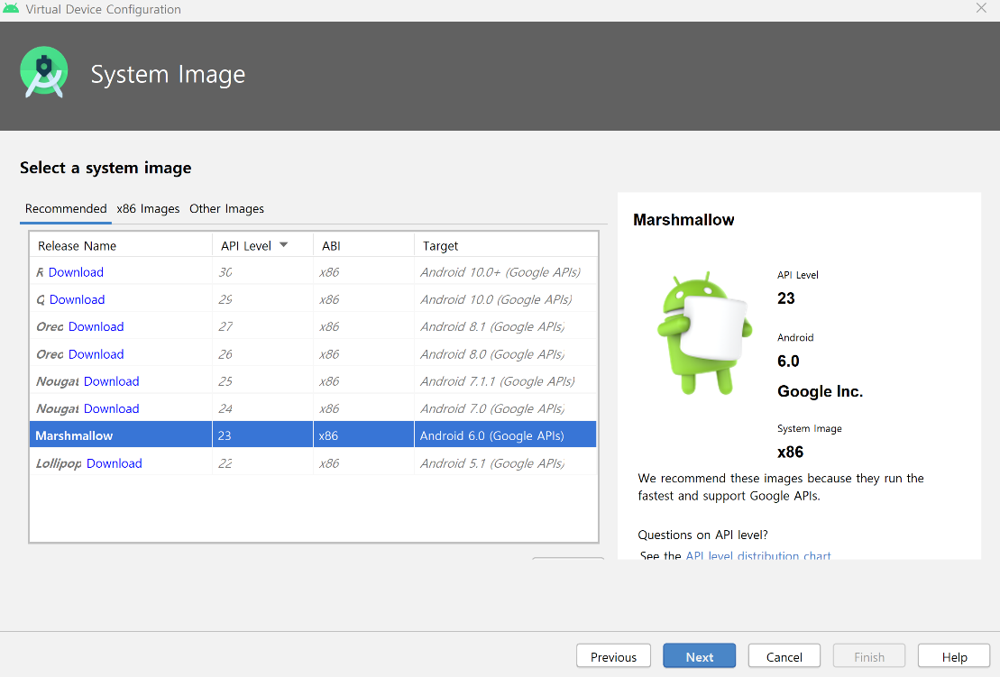 Virtual Device Configuration
System Image
Select a system image
Recommended x86 Images Other Images
Release Name API Level ABI Target
R Download 30 x86 Android 10.0+ (Google APIs)
Q Download 29 x86 Android 10.0 (Google APIs)
Oreo Download 27 x86 Android 8.1 (Google APIs)
Oreo Download 26 x86 Android 8.0 (Google APIs)
Nougat Download 25 x86 Android 7.1.1 (Google APIs)
Nougat Download 24 x86 Android 7.0 (Google APIs)
Marshmallow 23 x86 Android 6.0 (Google APIs)
Lollipop Download 22 x86 Android 5.1 (Google APIs)
Marshmallow
API Level
23
Android
6.0
Google Inc.
System Image
x86
We recommend these images because they run the
fastest and support Google APIs.
Questions on API level?
See the API level distribution chart
Previous Next Cancel Finish Help